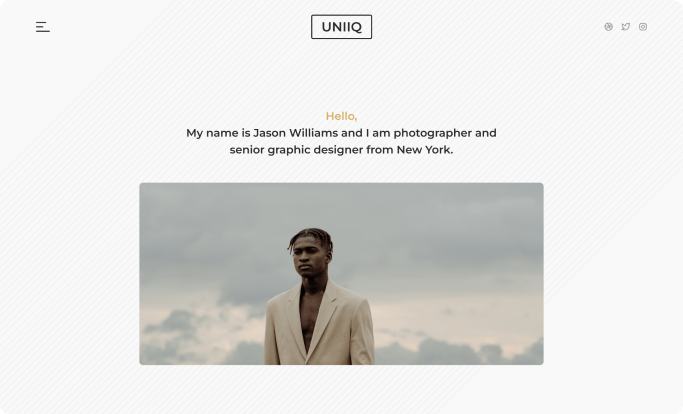 UNIIQ
Hello,
My name is Jason Williams and I am photographer and
senior graphic designer from New York.